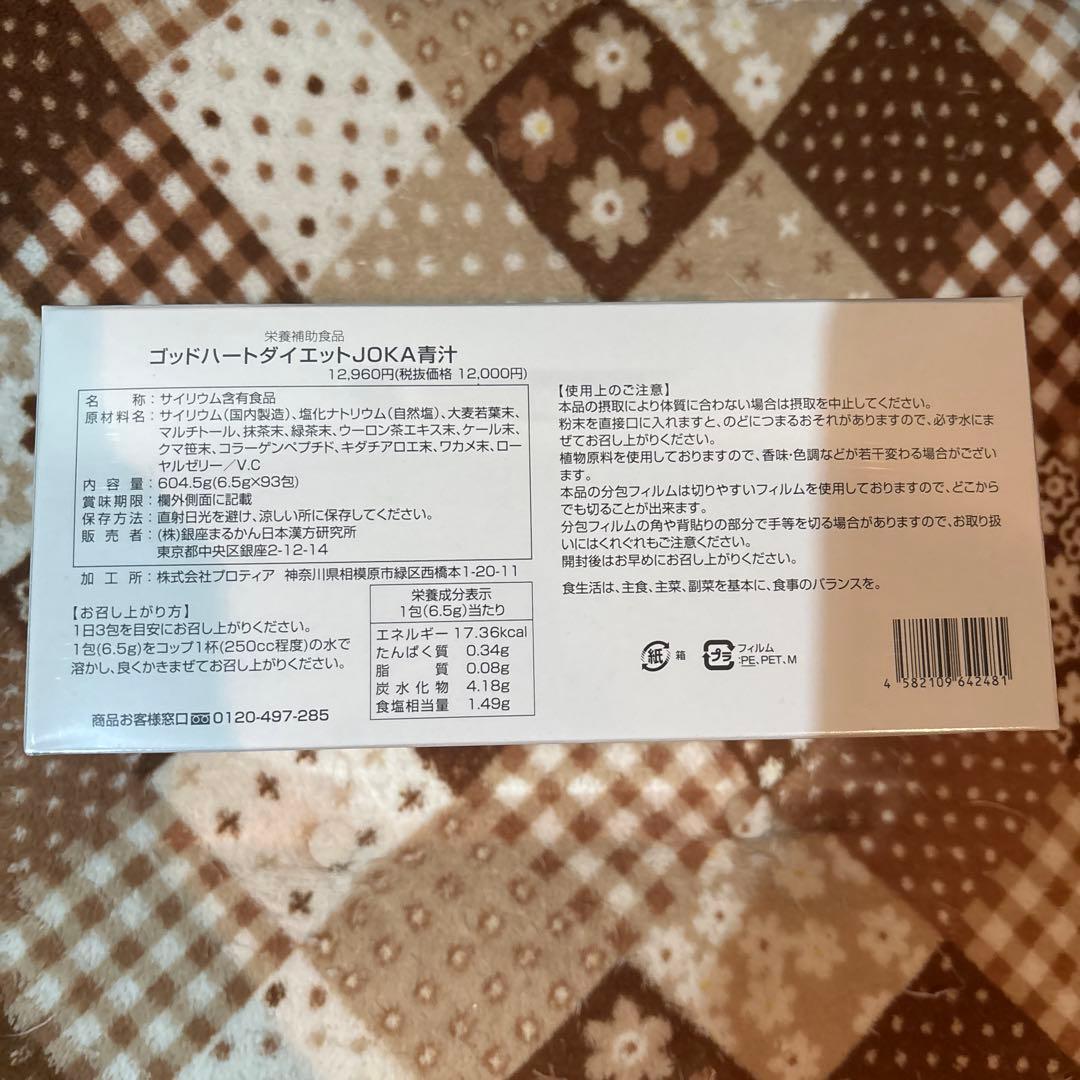 栄養補助食品
ゴッドハートダイエットJOKA青汁
12,960円(税抜価格 12,000円)
名 称：サイリウム含有食品
原材料名：サイリウム(国内製造)、塩化ナトリウム(自然塩)、大麦若葉末、
マルチトール、抹茶末、緑茶末、ウーロン茶エキス末、ケール末、
クマ笹末、コラーゲンペプチド、キダチアロエ末、ワカメ末、ロー
ヤルゼリー／V.C
内 容 量：604.5g(6.5g×93包)
賞味期限：欄外側面に記載
保存方法：直射日光を避け、涼しい所に保存してください。
販 売 者：(株)銀座まるかん日本漢方研究所
東京都中央区銀座2-12-14
加 工 所：株式会社プロティア 神奈川県相模原市緑区西橋本1-20-11
【お召し上がり方】
1日3包を目安にお召し上がりください。
1包(6.5g)をコップ1杯(250cc程度)の水で
溶かし、良くかきまぜてお召し上がりください。
商品お客様窓口 0120-497-285
栄養成分表示
1包(6.5g)当たり
エネルギー 17.36kcal
たんぱく質 0.34g
脂 質 0.08g
炭水化物 4.18g
食塩相当量 1.49g
【使用上のご注意】
本品の摂取により体質に合わない場合は摂取を中止してください。
粉末を直接口に入れますと、のどにつまるおそれがありますので、必ず水にま
ぜてお召し上がりください。
植物原料を使用しておりますので、香味・色調などが若干変わる場合がござい
ます。
本品の分包フィルムは切りやすいフィルムを使用しておりますので、どこから
でも切ることが出来ます。
分包フィルムの角や背貼りの部分で手等を切る場合がありますので、お取り扱
いにはくれぐれもご注意ください。
開封後はお早めにお召し上がりください。
食生活は、主食、主菜、副菜を基本に、食事のバランスを。
紙 箱
プラ フィルム
:PE、PET、M
4 582109 642481